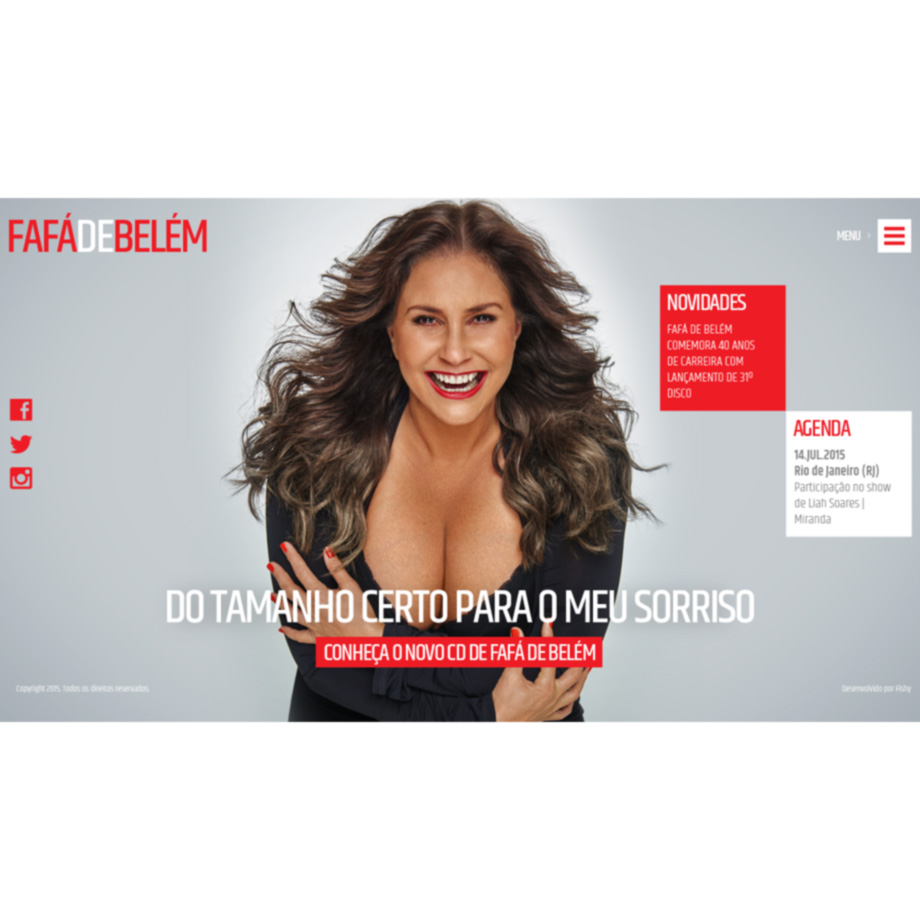 FAFÁDEBELÉM
MENU
NOVIDADES
FAFÁ DE BELÉM
COMEMORA 40 ANOS
DE CARREIRA COM
LANÇAMENTO DE 31º
DISCO
AGENDA
14.JUL.2015
Rio de Janeiro (RJ)
Participação no show
de Liah Soares |
Miranda
DO TAMANHO CERTO PARA O MEU SORRISO
CONHEÇA O NOVO CD DE FAFÁ DE BELÉM
Copyright 2015. Todos os direitos reservados.
Desenvolvido por Fishy